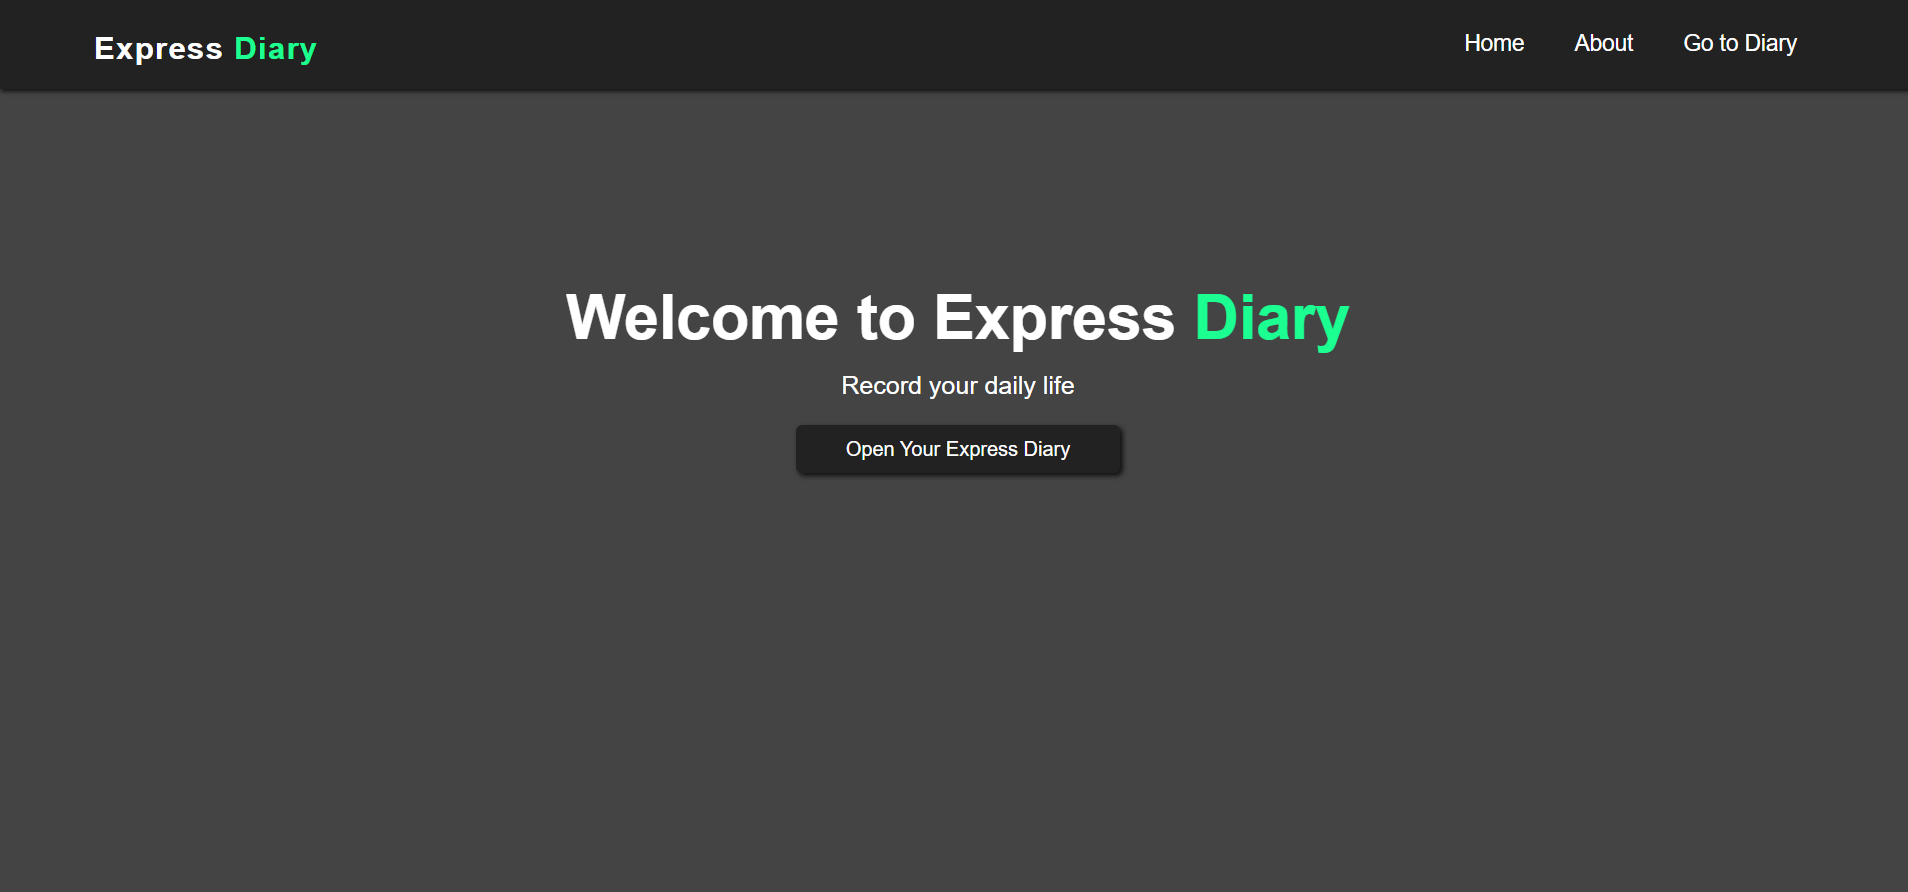 Express Diary
Home About Go to Diary
Welcome to Express Diary
Record your daily life
Open Your Express Diary